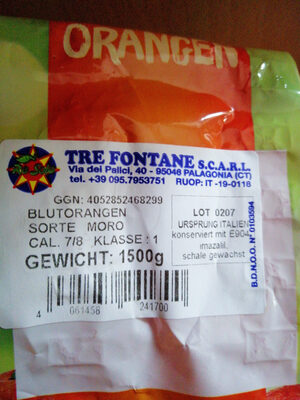 ORANGEN
TRE FONTANE S.C.A.R.L.
Via dei Palici, 40 - 95046 PALAGONIA (CT)
tel. +39 095.7953751 RUOP: IT -19-0116
GGN: 4052852468299
BLUTORANGEN
SORTE MORO
CAL. 7/8 KLASSE : 1
GEWICHT: 1500g
LOT 0207
URSPRUNG ITALIEN
konserviert mit E904,
imazalil,
schale gewachst
B.D.N.O.O. N° 0103594
4 061458 241700